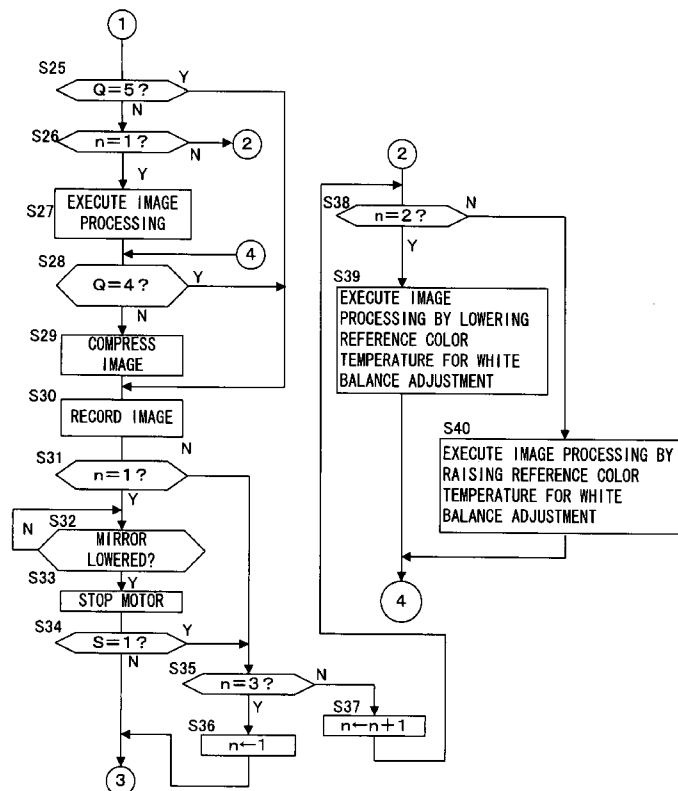 1
S25
Q=5?
Y
N
S26
n=1?
N
2
Y
S27
EXECUTE IMAGE
PROCESSING
4
S28
Q=4?
Y
N
S29
COMPRESS
IMAGE
S30
RECORD IMAGE
N
S31
n=1?
Y
S32
N
MIRROR
LOWERED?
Y
S33
STOP MOTOR
S34
S=1?
Y
N
S35
n=3?
N
Y
S36
n←1
S37
n←n+1
3
2
S38
n=2?
N
Y
S39
EXECUTE IMAGE
PROCESSING BY LOWERING
REFERENCE COLOR
TEMPERATURE FOR WHITE
BALANCE ADJUSTMENT
S40
EXECUTE IMAGE PROCESSING BY
RAISING REFERENCE COLOR
TEMPERATURE FOR WHITE
BALANCE ADJUSTMENT
4